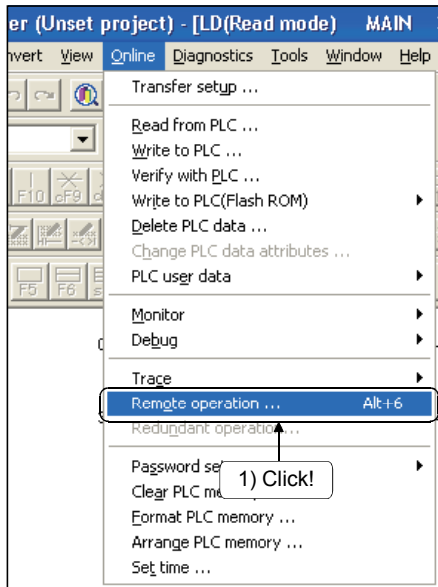 er (Unset project) - [LD(Read mode) MAIN
nvert View Online Diagnostics Tools Window Help
Transfer setup ...
Read from PLC ...
Write to PLC ...
Verify with PLC ...
Write to PLC(Flash ROM)
Delete PLC data ...
Change PLC data attributes ...
PLC user data
Monitor
Debug
Trace
Remote operation ... Alt+6
Redundant operation...
Password se
1) Click!
Clear PLC me
Format PLC memory ...
Arrange PLC memory ...
Set time ...
F10 cF9
F5 F6